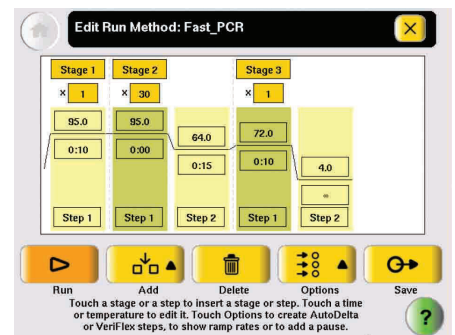 Edit Run Method: Fast_PCR
Stage 1 Stage 2 Stage 3
× 1 × 30 × 1
95.0 95.0 64.0 72.0 4.0
0:10 0:00 0:15 0:10 ∞
Step 1 Step 1 Step 2 Step 1 Step 2
Run Add Delete Options Save
Touch a stage or a step to insert a stage or step. Touch a time
or temperature to edit it. Touch Options to create AutoDelta
or VeriFlex steps, to show ramp rates or to add a pause.
?